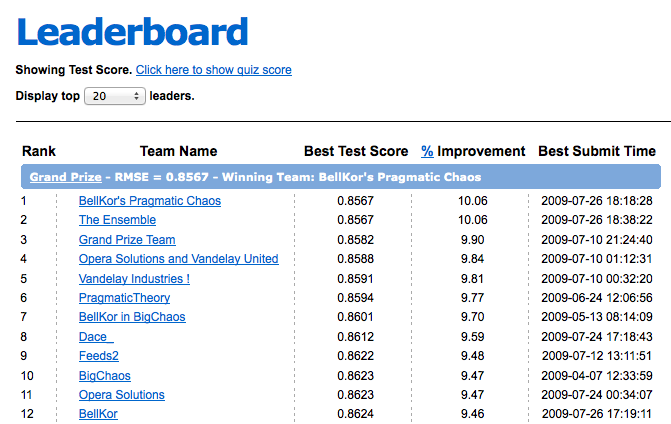 Leaderboard
Showing Test Score. Click here to show quiz score
Display top 20 leaders.
Rank Team Name Best Test Score % Improvement Best Submit Time
Grand Prize - RMSE = 0.8567 - Winning Team: BellKor's Pragmatic Chaos
1 BellKor's Pragmatic Chaos 0.8567 10.06 2009-07-26 18:18:28
2 The Ensemble 0.8567 10.06 2009-07-26 18:38:22
3 Grand Prize Team 0.8582 9.90 2009-07-10 21:24:40
4 Opera Solutions and Vandelay United 0.8588 9.84 2009-07-10 01:12:31
5 Vandelay Industries ! 0.8591 9.81 2009-07-10 00:32:20
6 PragmaticTheory 0.8594 9.77 2009-06-24 12:06:56
7 BellKor in BigChaos 0.8601 9.70 2009-05-13 08:14:09
8 Dace_ 0.8612 9.59 2009-07-24 17:18:43
9 Feeds2 0.8622 9.48 2009-07-12 13:11:51
10 BigChaos 0.8623 9.47 2009-04-07 12:33:59
11 Opera Solutions 0.8623 9.47 2009-07-24 00:34:07
12 BellKor 0.8624 9.46 2009-07-26 17:19:11